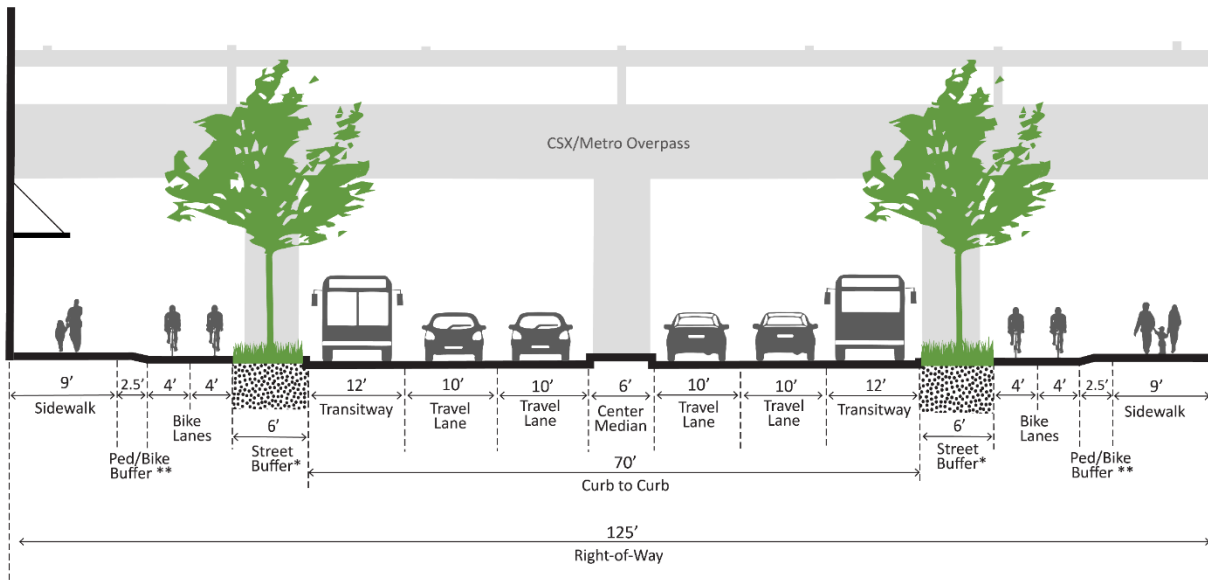 CSX/Metro Overpass
9’ 2.5’ 4’ 4’ 12’ 10’ 10’ 6’ 10’ 10’ 12’ 4’ 4’ 2.5’ 9’
Sidewalk
Bike
Lanes
Transitway
Travel
Lane
Travel
Lane
Center
Median
Travel
Lane
Travel
Lane
Transitway
Bike
Lanes
Sidewalk
6’
Street
Buffer*
6’
Street
Buffer*
Ped/Bike
Buffer **
Ped/Bike
Buffer **
70’
Curb to Curb
125’
Right-of-Way